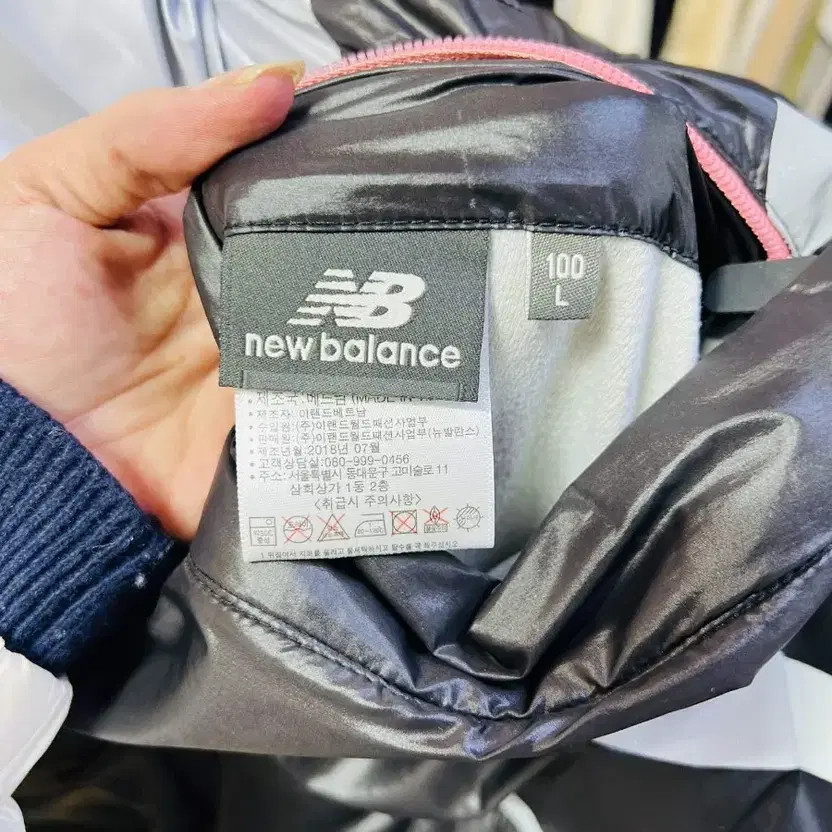 NB
new balance
100
L
• 제조국: 베트남 (MADE IN
• 제조자: 이랜드베트남
• 수입원: (주)이랜드월드패션사업부
• 판매원: (주)이랜드월드패션사업부(뉴발란스)
• 제조년월: 2018년 07월
• 고객상담실: 080-999-0456
• 주소: 서울특별시 동대문구 고미술로 11
삼희상가 1동 2층
<취급시 주의사항>